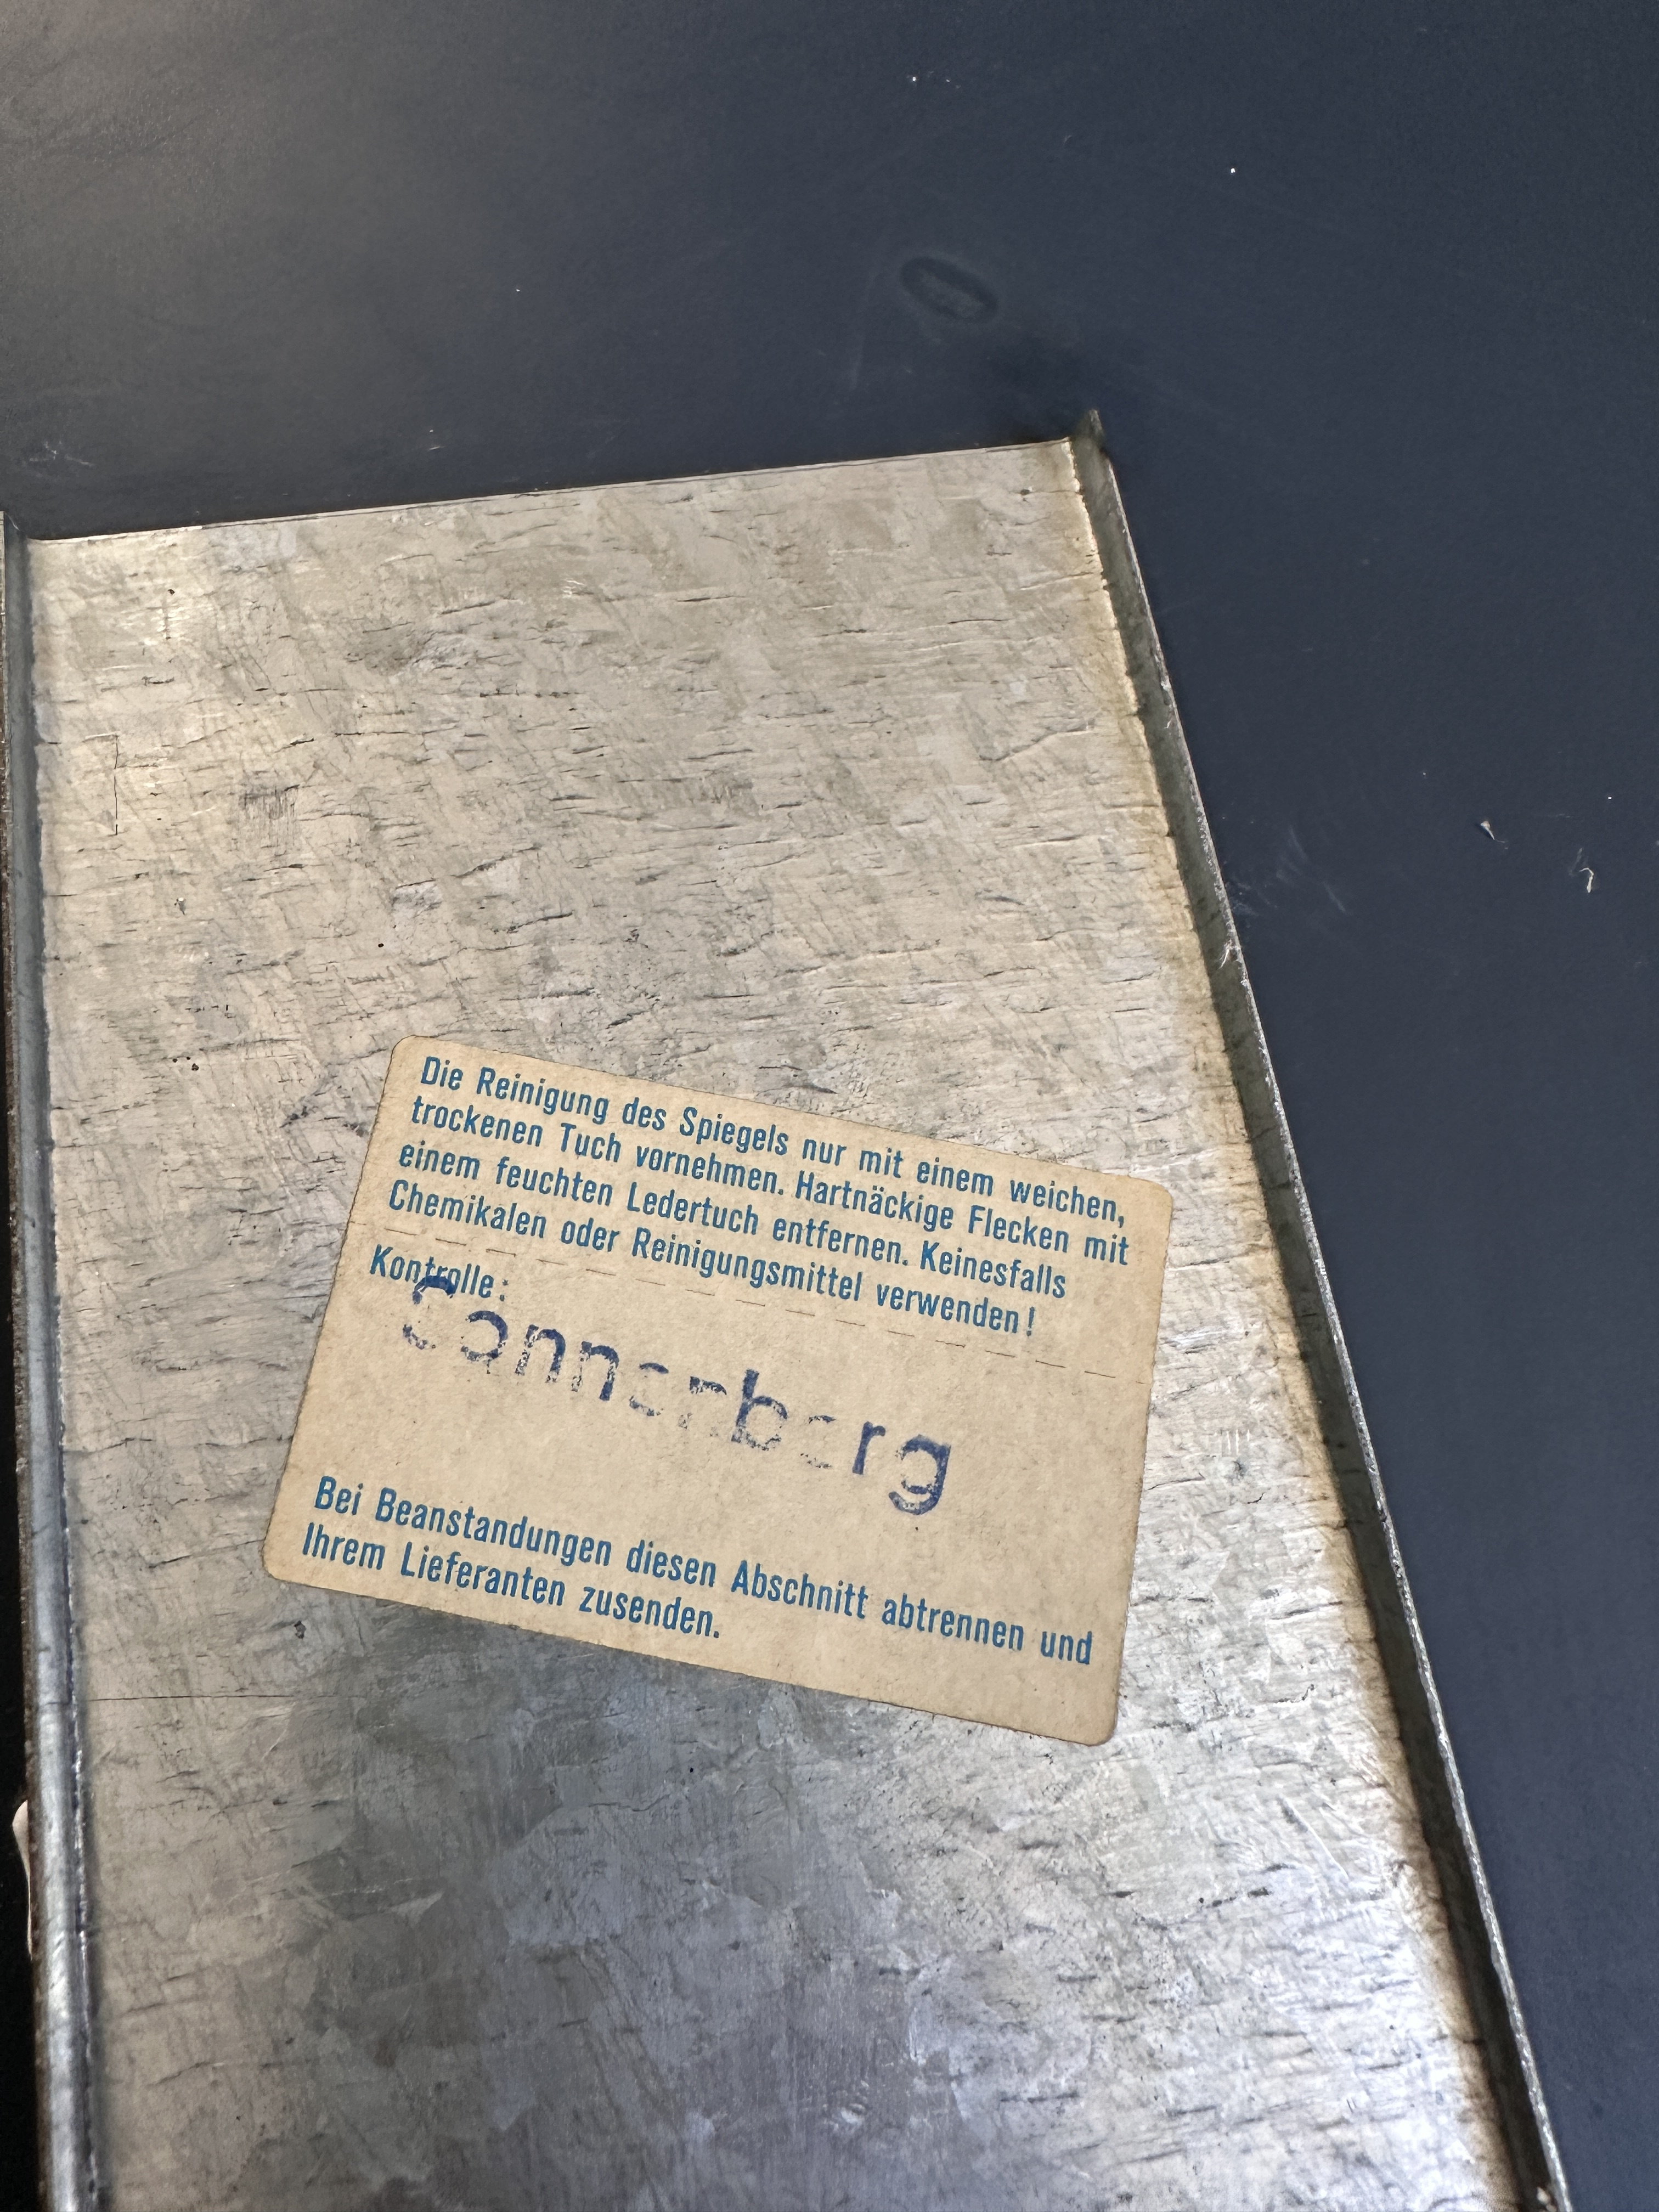 Die Reinigung des Spiegels nur mit einem weichen,
trockenen Tuch vornehmen. Hartnäckige Flecken mit
einem feuchten Ledertuch entfernen. Keinesfalls
Chemikalen oder Reinigungsmittel verwenden!
Kontrolle:
Sonnenberg
Bei Beanstandungen diesen Abschnitt abtrennen und
Ihrem Lieferanten zusenden.